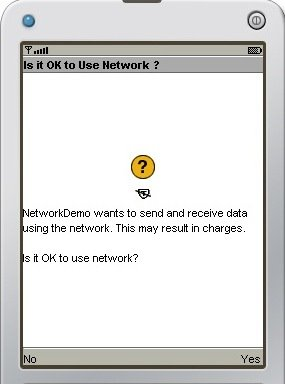 Is it OK to Use Network ?
NetworkDemo wants to send and receive data
using the network. This may result in charges.
Is it OK to use network?
No Yes